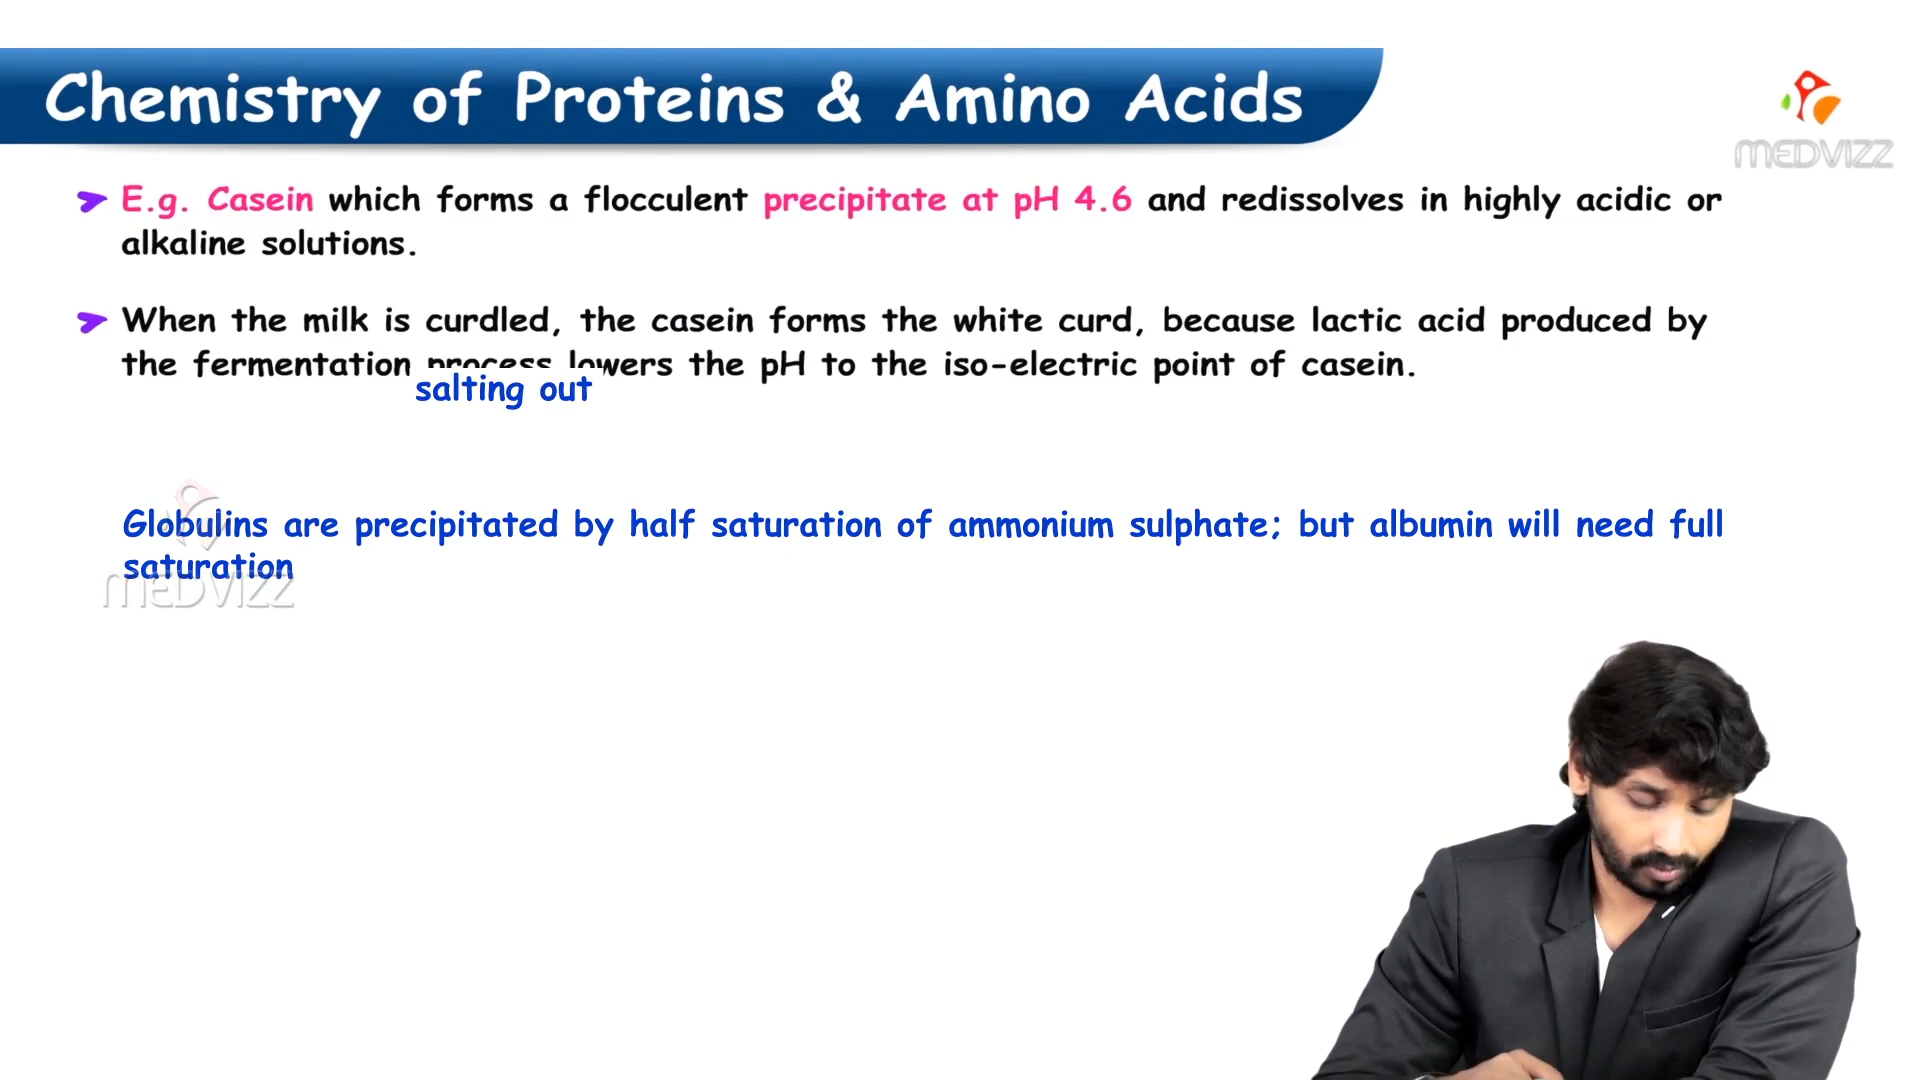 Chemistry of Proteins & Amino Acids
MEDVIZZ
E.g. Casein which forms a flocculent precipitate at pH 4.6 and redissolves in highly acidic or
alkaline solutions.
When the milk is curdled, the casein forms the white curd, because lactic acid produced by
the fermentation process lowers the pH to the iso-electric point of casein.
salting out
Globulins are precipitated by half saturation of ammonium sulphate; but albumin will need full
saturation
MEDVIZZ